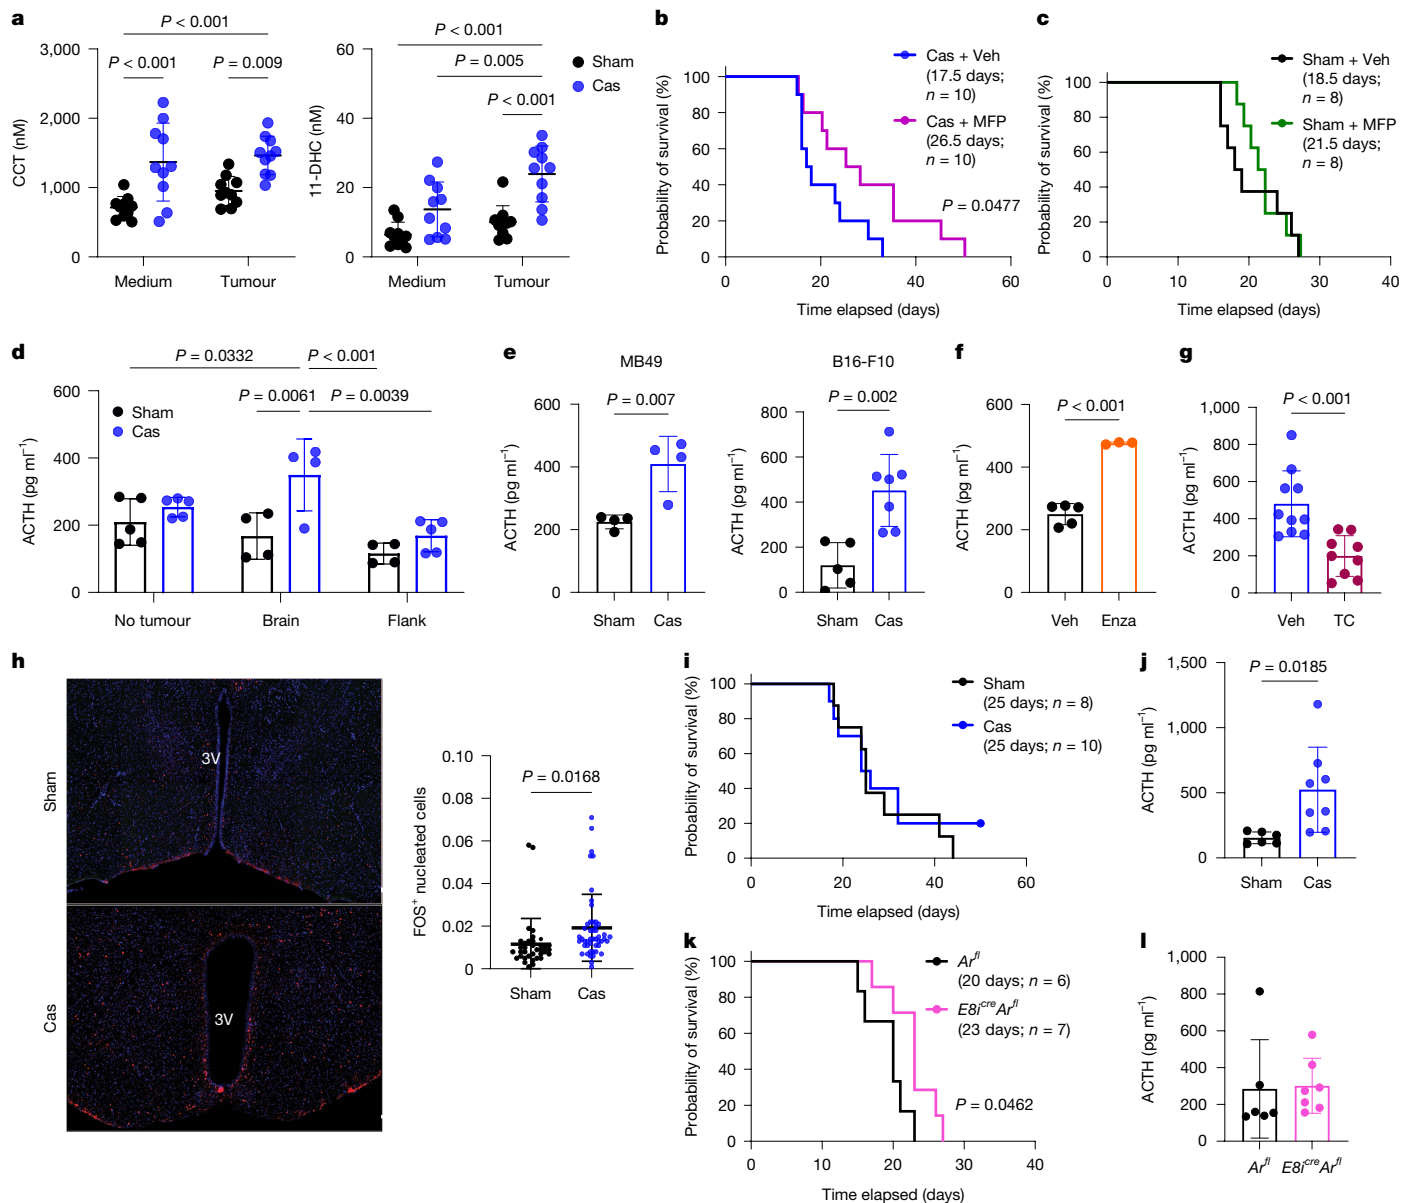 a
P < 0.001
P < 0.001
P = 0.009
3,000
2,000
1,000
0
CCT (nM)
Medium
Tumour
P < 0.001
P = 0.005
P < 0.001
60
40
20
0
11-DHC (nM)
Medium
Tumour
Sham
Cas
b
Probability of survival (%)
100
80
60
40
20
0
0
20
40
60
Time elapsed (days)
Cas + Veh
(17.5 days;
n = 10)
Cas + MFP
(26.5 days;
n = 10)
P = 0.0477
c
Probability of survival (%)
100
80
60
40
20
0
0
10
20
30
40
Time elapsed (days)
Sham + Veh
(18.5 days;
n = 8)
Sham + MFP
(21.5 days;
n = 8)
d
P = 0.0332
P < 0.001
P = 0.0061
P = 0.0039
Sham
Cas
600
400
200
0
ACTH (pg ml⁻¹)
No tumour
Brain
Flank
e
MB49
P = 0.007
600
400
200
0
ACTH (pg ml⁻¹)
Sham
Cas
B16-F10
P = 0.002
800
600
400
200
0
ACTH (pg ml⁻¹)
Sham
Cas
f
P < 0.001
600
400
200
0
ACTH (pg ml⁻¹)
Veh
Enza
g
P < 0.001
1,000
800
600
400
200
0
ACTH (pg ml⁻¹)
Veh
TC
h
Sham
3V
Cas
3V
P = 0.0168
0.10
0.08
0.06
0.04
0.02
0
FOS⁺ nucleated cells
Sham
Cas
i
Probability of survival (%)
100
80
60
40
20
0
0
20
40
60
Time elapsed (days)
Sham
(25 days; n = 8)
Cas
(25 days; n = 10)
j
P = 0.0185
1,500
1,000
500
0
ACTH (pg ml⁻¹)
Sham
Cas
k
Probability of survival (%)
100
80
60
40
20
0
0
10
20
30
40
Time elapsed (days)
Arᶠˡ
(20 days; n = 6)
E8iᶜʳᵉArᶠˡ
(23 days; n = 7)
P = 0.0462
l
1,000
800
600
400
200
0
ACTH (pg ml⁻¹)
Arᶠˡ
E8iᶜʳᵉArᶠˡ